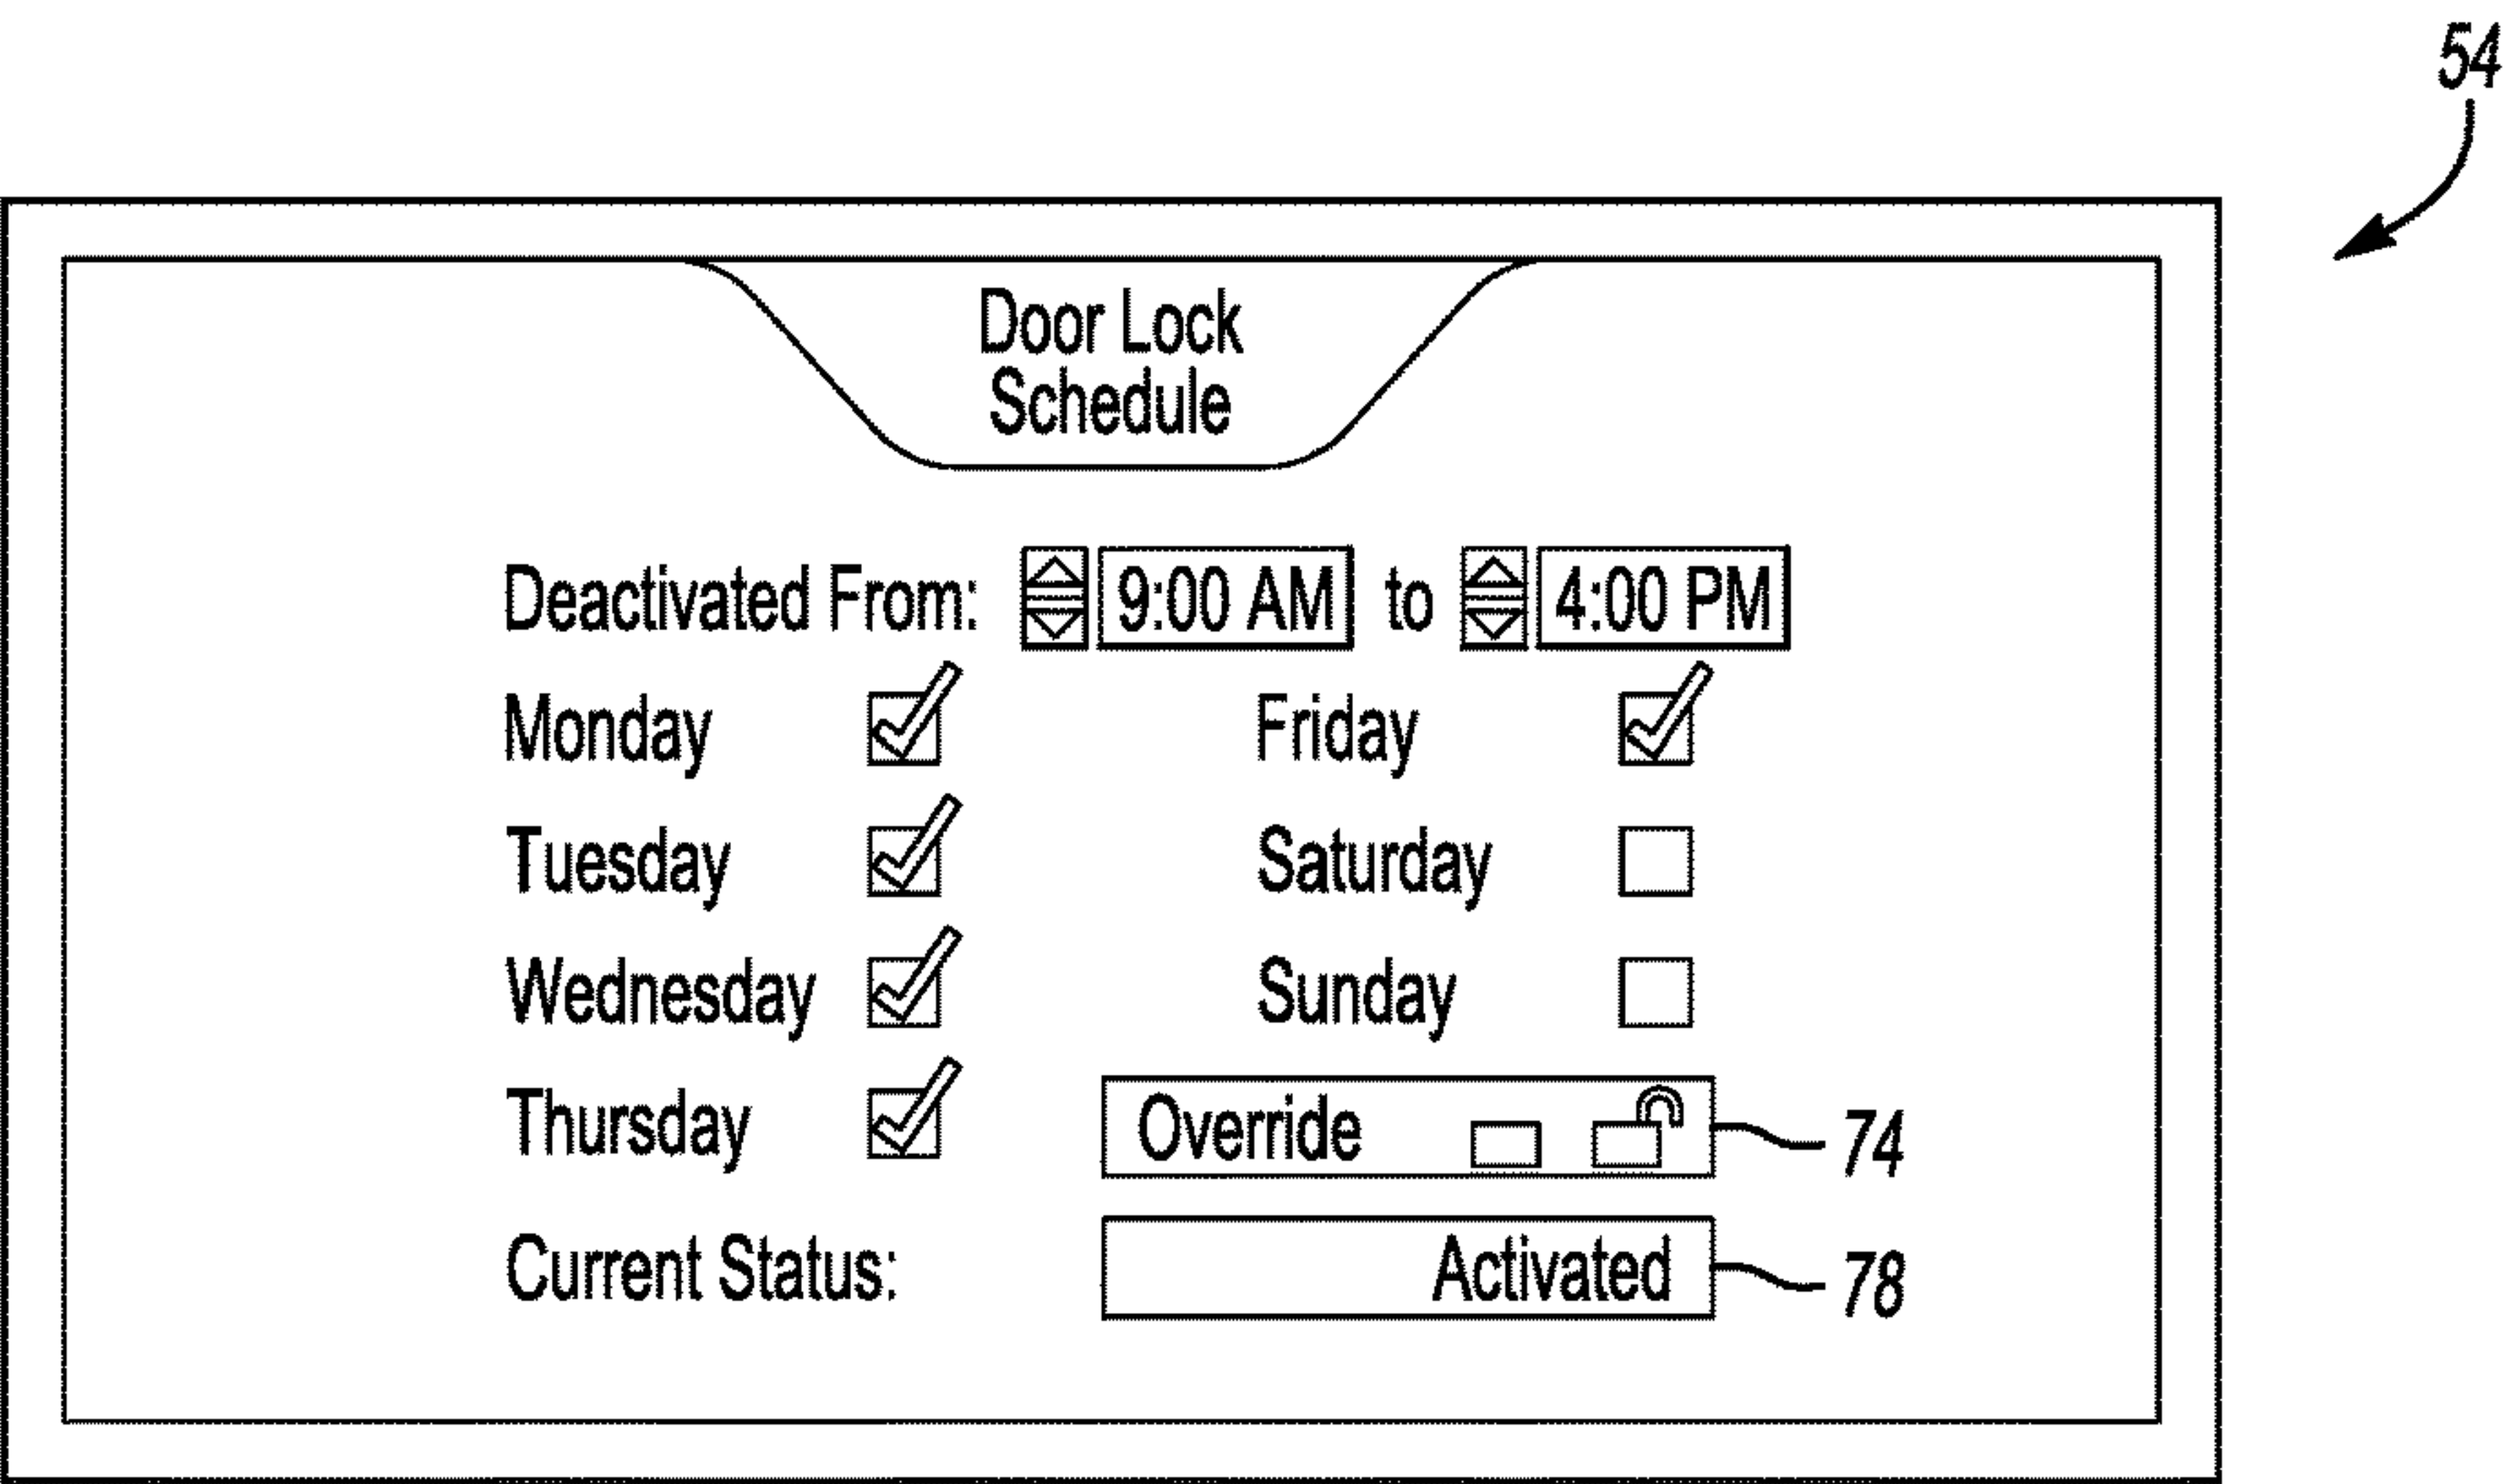 54
Door Lock
Schedule
Deactivated From: 9:00 AM to 4:00 PM
Monday Friday
Tuesday Saturday
Wednesday Sunday
Thursday Override 74
Current Status: Activated 78